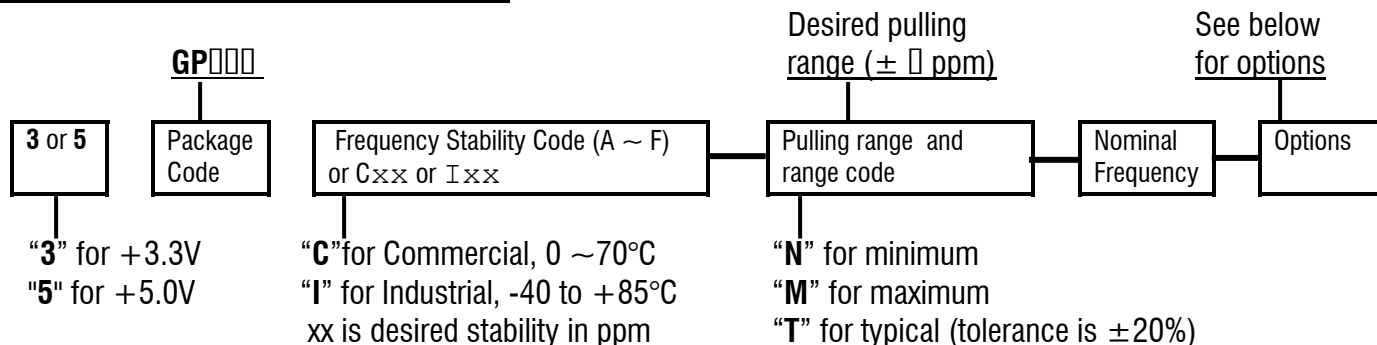 Desired pulling
range (± ▯ ppm)
See below
for options
GP▯▯▯
3 or 5
Package
Code
Frequency Stability Code (A ~ F)
or Cxx or Ixx
Pulling range and
range code
Nominal
Frequency
Options
“3” for +3.3V
"5" for +5.0V
“C”for Commercial, 0 ~70°C
“I” for Industrial, -40 to +85°C
xx is desired stability in ppm
“N” for minimum
“M” for maximum
“T” for typical (tolerance is ±20%)